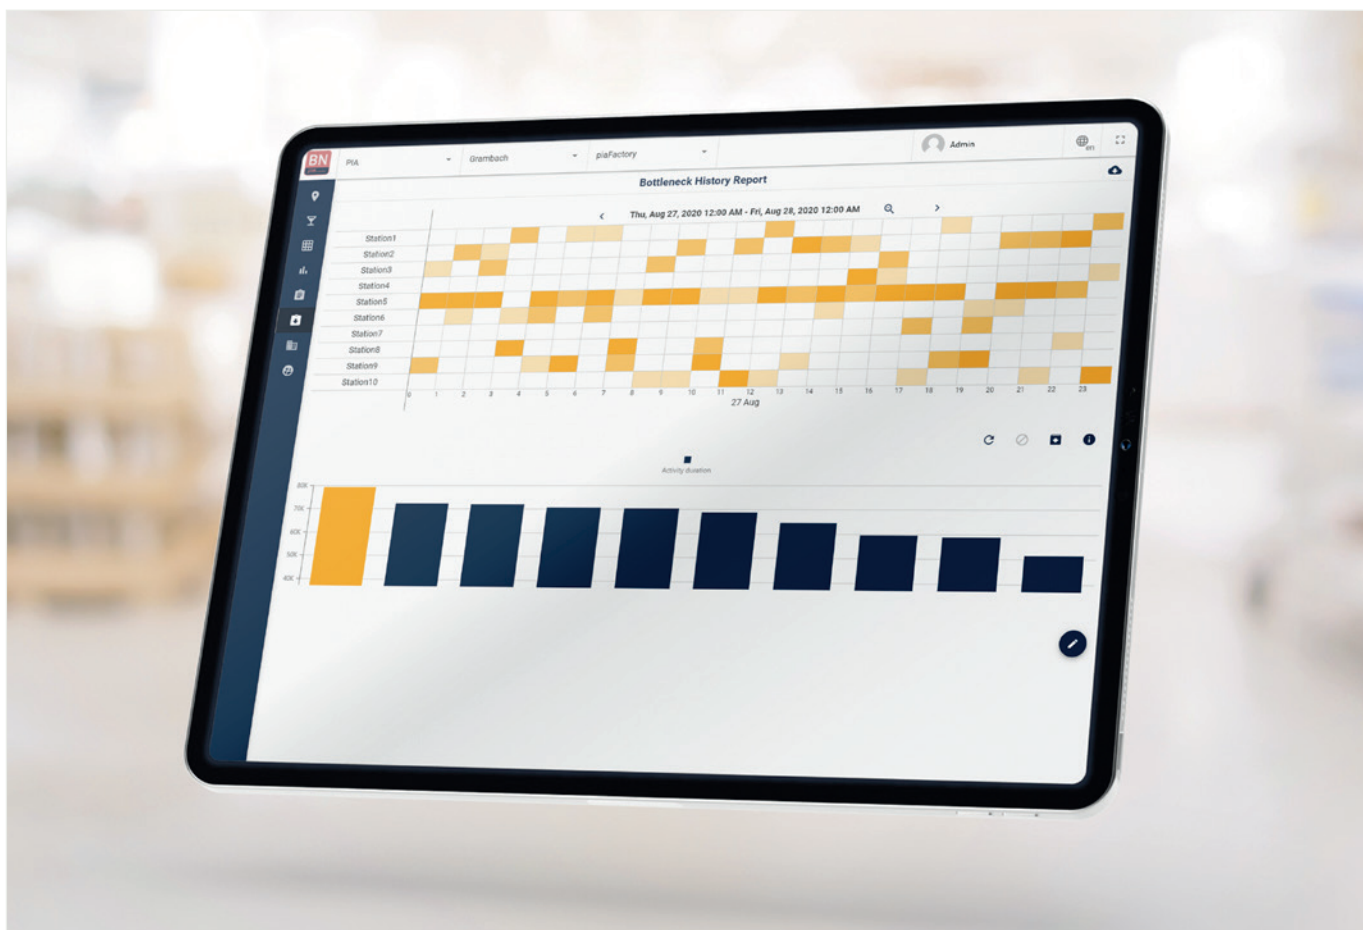 BN PIA Grambach piaFactory Admin en
Bottleneck History Report
Thu, Aug 27, 2020 12:00 AM - Fri, Aug 28, 2020 12:00 AM
Station1
Station2
Station3
Station4
Station5
Station6
Station7
Station8
Station9
Station10
0 1 2 3 4 5 6 7 8 9 10 11 12 13 14 15 16 17 18 19 20 21 22 23
27 Aug
Activity duration
80K
70K
60K
50K
40K